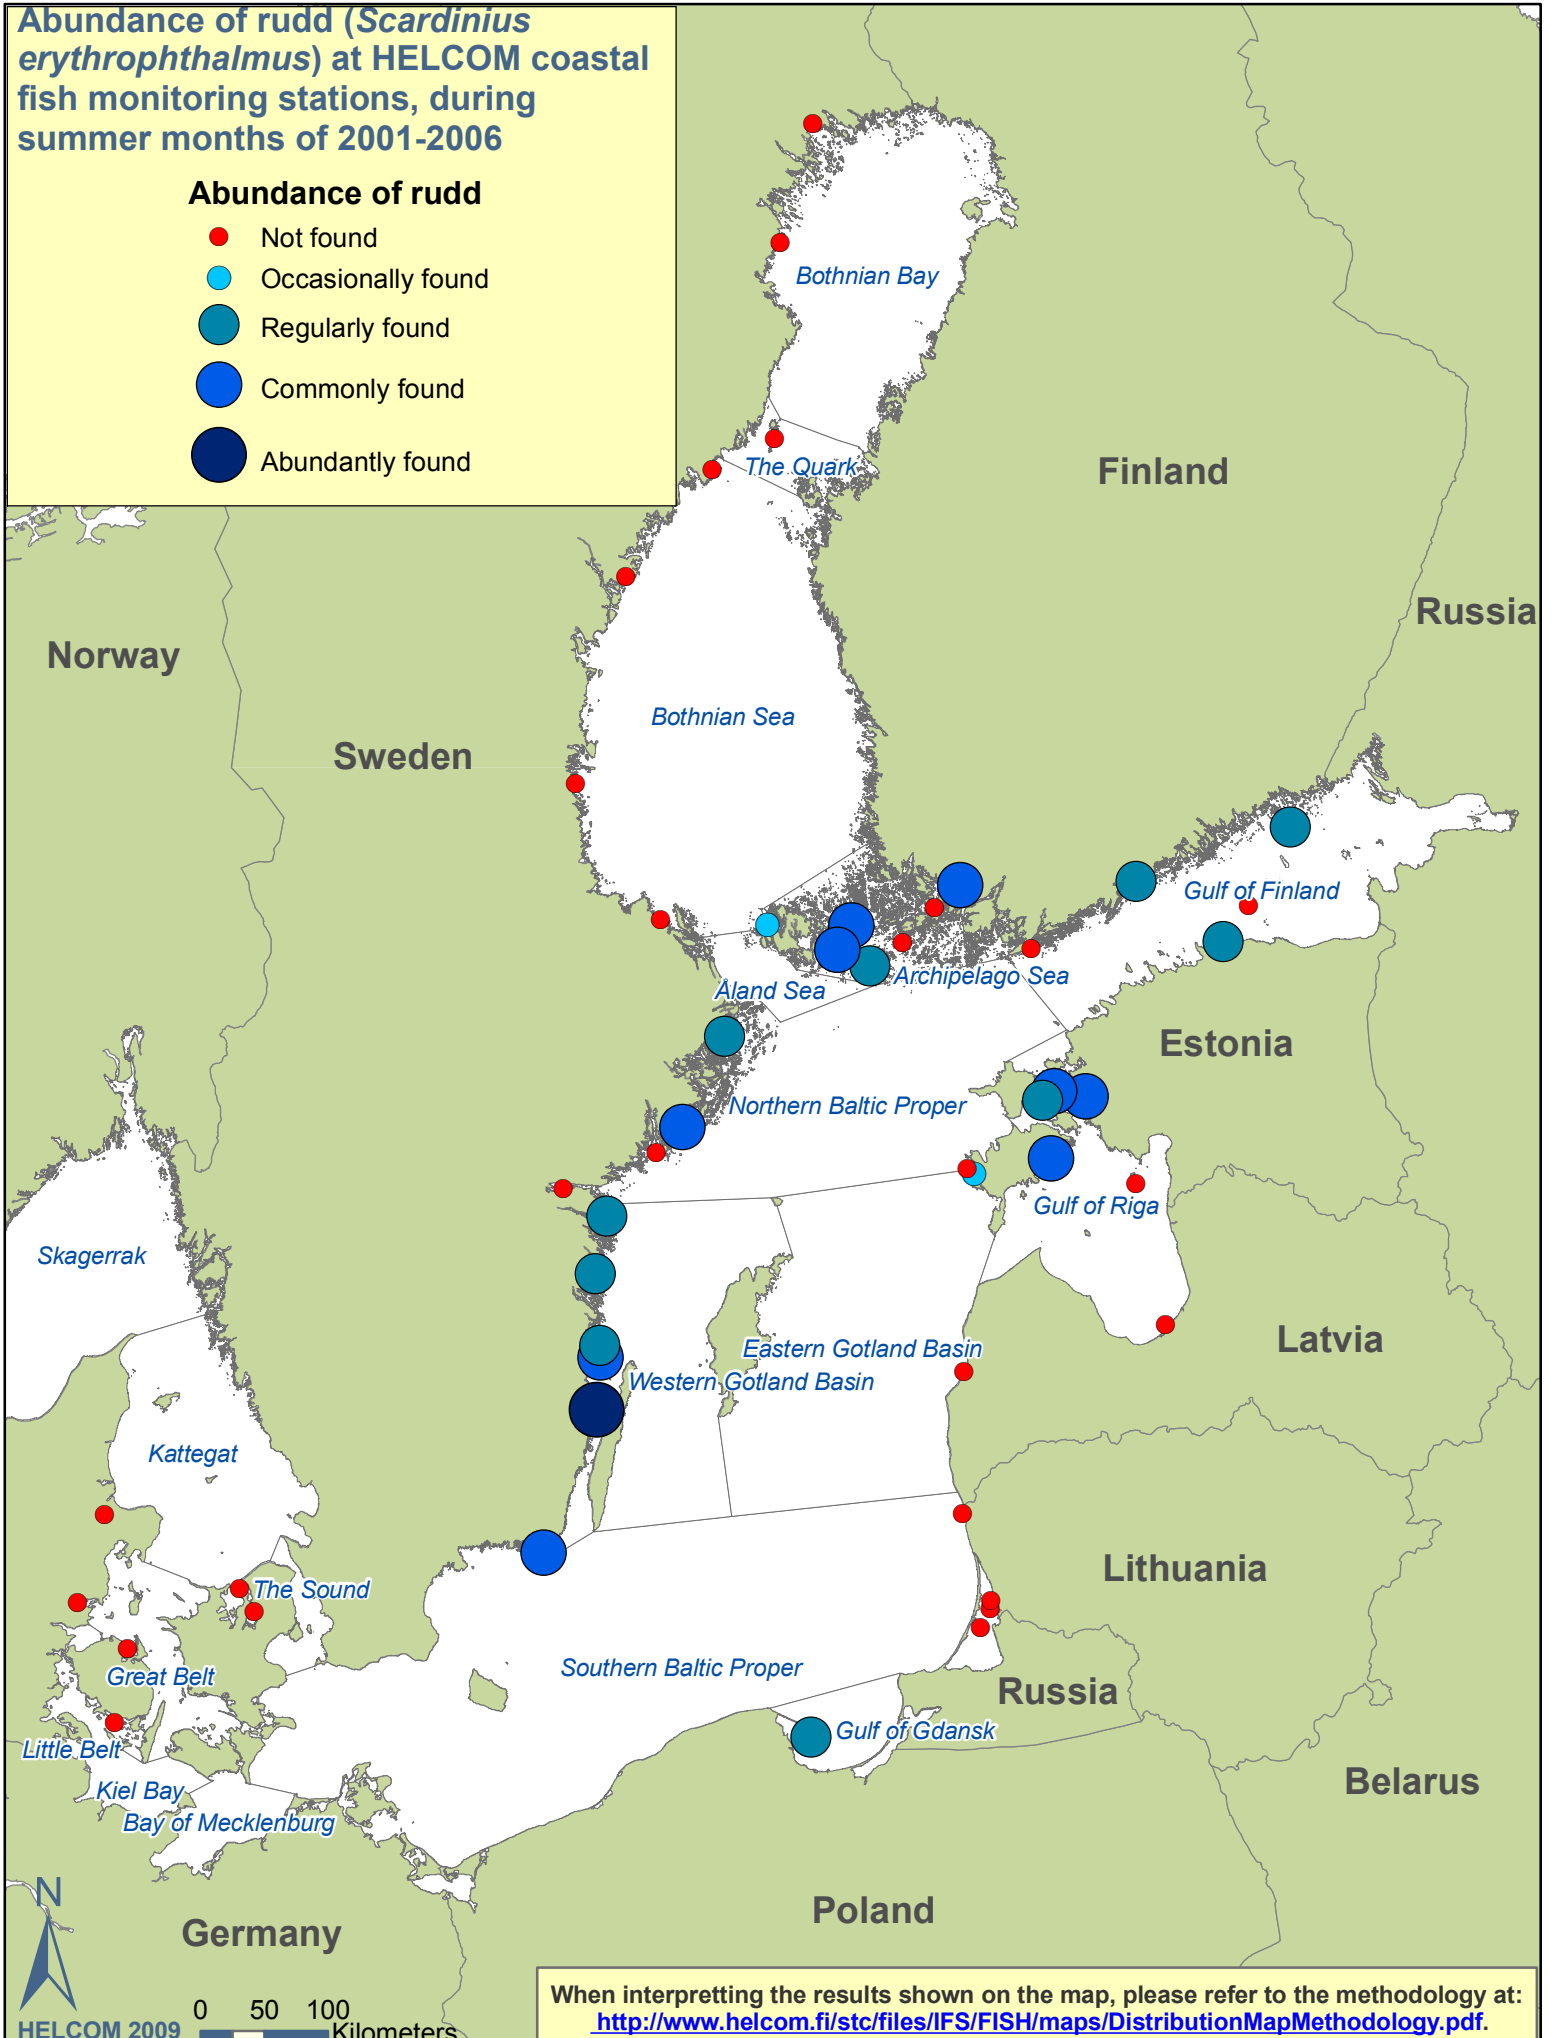 Abundance of rudd (Scardinius
erythrophthalmus) at HELCOM coastal
fish monitoring stations, during
summer months of 2001-2006
Abundance of rudd
Not found
Occasionally found
Regularly found
Commonly found
Abundantly found
Bothnian Bay
The Quark
Finland
Russia
Norway
Bothnian Sea
Sweden
Gulf of Finland
Archipelago Sea
Åland Sea
Estonia
Northern Baltic Proper
Gulf of Riga
Skagerrak
Latvia
Eastern Gotland Basin
Western Gotland Basin
Kattegat
Lithuania
The Sound
Southern Baltic Proper
Great Belt
Russia
Gulf of Gdansk
Little Belt
Kiel Bay
Belarus
Bay of Mecklenburg
N
Poland
Germany
When interpreting the results shown on the map, please refer to the methodology at:
http://www.helcom.fi/stc/files/IFS/FISH/maps/DistributionMapMethodology.pdf.
0 50 100
Kilometers
HELCOM 2009